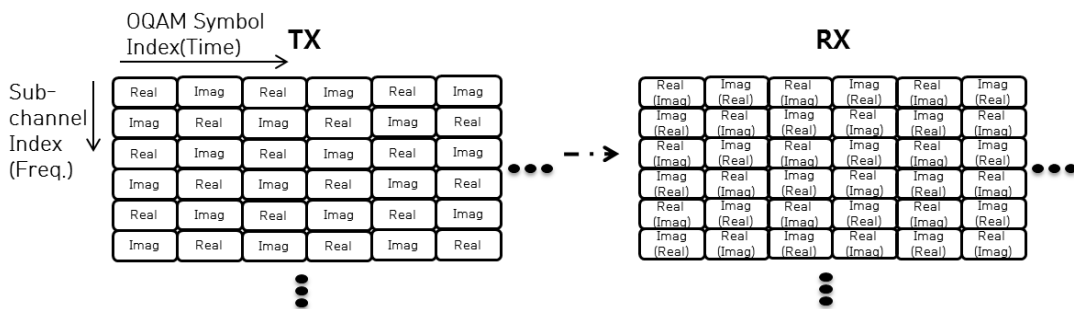 OQAM Symbol
Index(Time)
TX
Sub-
channel
Index
(Freq.)
Real Imag Real Imag Real Imag
Imag Real Imag Real Imag Real
Real Imag Real Imag Real Imag
Imag Real Imag Real Imag Real
Real Imag Real Imag Real Imag
Imag Real Imag Real Imag Real
RX
Real Imag Real Imag Real Imag
(Imag) (Real) (Imag) (Real) (Imag) (Real)
Imag Real Imag Real Imag Real
(Real) (Imag) (Real) (Imag) (Real) (Imag)
Real Imag Real Imag Real Imag
(Imag) (Real) (Imag) (Real) (Imag) (Real)
Imag Real Imag Real Imag Real
(Real) (Imag) (Real) (Imag) (Real) (Imag)
Real Imag Real Imag Real Imag
(Imag) (Real) (Imag) (Real) (Imag) (Real)
Imag Real Imag Real Imag Real
(Real) (Imag) (Real) (Imag) (Real) (Imag)